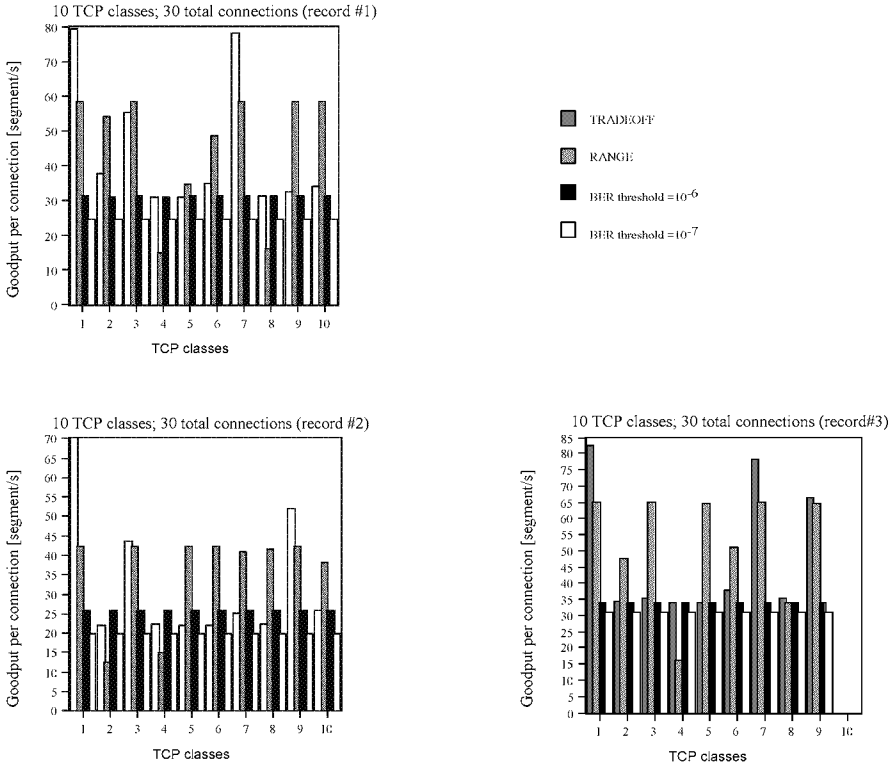 10 TCP classes; 30 total connections (record #1)
Goodput per connection [segment/s]
80
70
60
50
40
30
20
10
0
1 2 3 4 5 6 7 8 9 10
TCP classes
TRADEOFF
RANGE
BER threshold =10-6
BER threshold =10-7
10 TCP classes; 30 total connections (record #2)
Goodput per connection [segment/s]
70
65
60
55
50
45
40
35
30
25
20
15
10
5
0
1 2 3 4 5 6 7 8 9 10
TCP classes
10 TCP classes; 30 total connections (record#3)
Goodput per connection [segment/s]
85
80
75
70
65
60
55
50
45
40
35
30
25
20
15
10
5
0
1 2 3 4 5 6 7 8 9 10
TCP classes